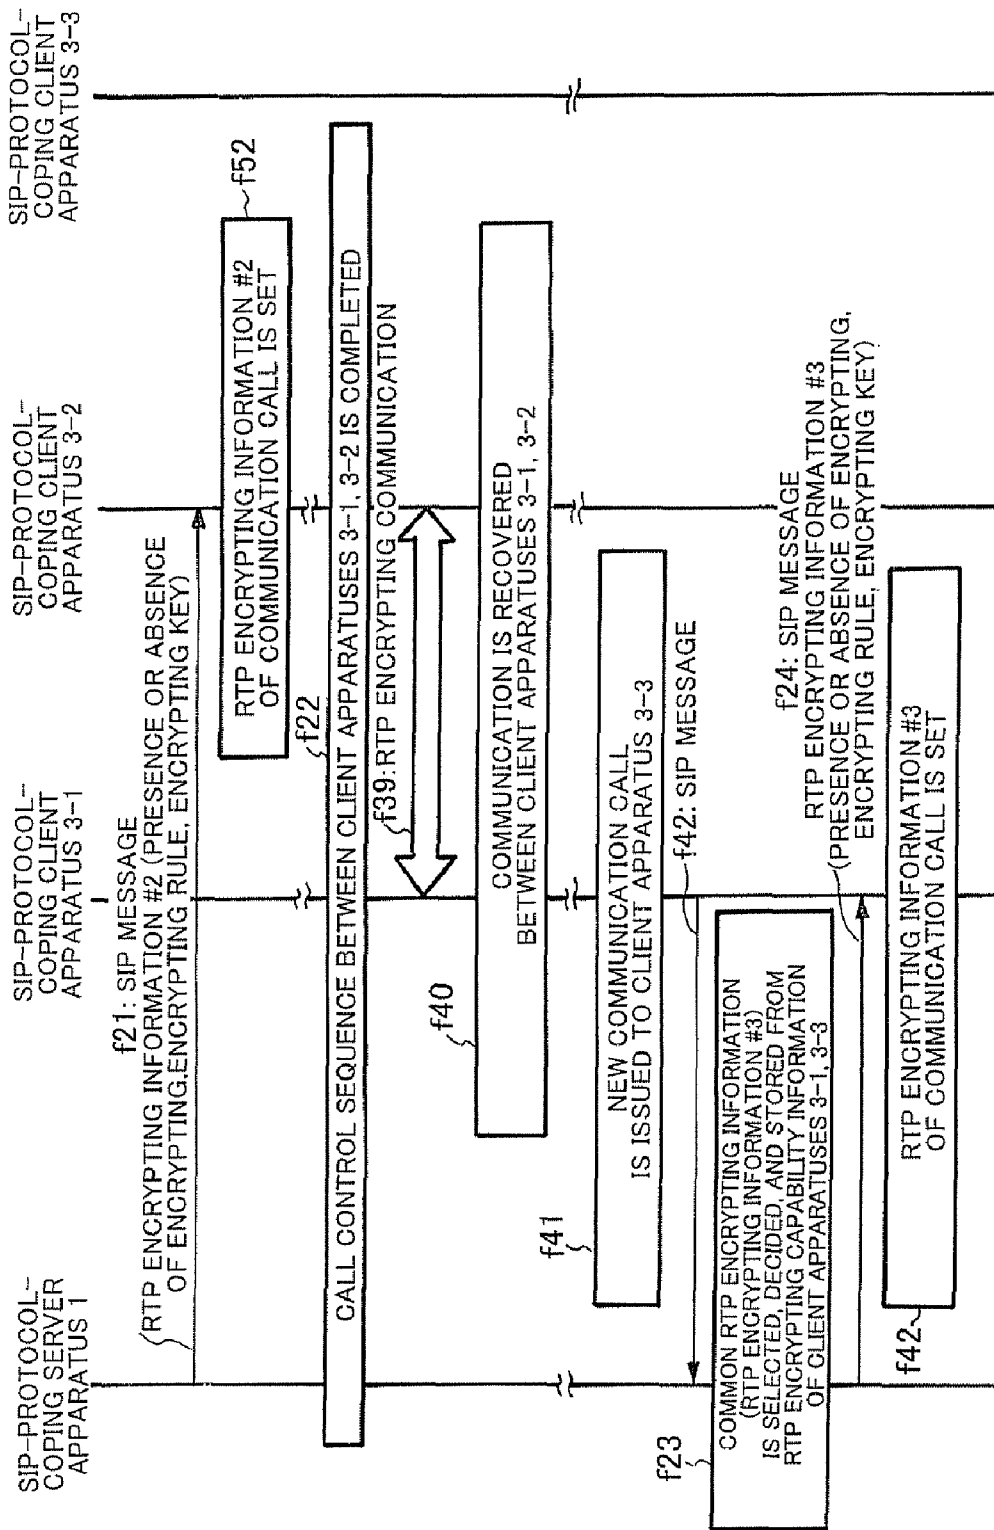 SIP-PROTOCOL-
COPING SERVER
APPARATUS 1
SIP-PROTOCOL-
COPING CLIENT
APPARATUS 3-1
SIP-PROTOCOL-
COPING CLIENT
APPARATUS 3-2
SIP-PROTOCOL-
COPING CLIENT
APPARATUS 3-3
f21: SIP MESSAGE
(RTP ENCRYPTING INFORMATION #2 (PRESENCE OR ABSENCE
OF ENCRYPTING,ENCRYPTING RULE, ENCRYPTING KEY)
f52
RTP ENCRYPTING INFORMATION #2
OF COMMUNICATION CALL IS SET
f22
CALL CONTROL SEQUENCE BETWEEN CLIENT APPARATUSES 3-1, 3-2 IS COMPLETED
f39:RTP ENCRYPTING COMMUNICATION
f40
COMMUNICATION IS RECOVERED
BETWEEN CLIENT APPARATUSES 3-1, 3-2
f41
NEW COMMUNICATION CALL
IS ISSUED TO CLIENT APPARATUS 3-3
f42: SIP MESSAGE
f23
COMMON RTP ENCRYPTING INFORMATION
(RTP ENCRYPTING INFORMATION #3)
IS SELECTED, DECIDED, AND STORED FROM
RTP ENCRYPTING CAPABILITY INFORMATION
OF CLIENT APPARATUSES 3-1, 3-3
f24: SIP MESSAGE
RTP ENCRYPTING INFORMATION #3
(PRESENCE OR ABSENCE OF ENCRYPTING,
ENCRYPTING RULE, ENCRYPTING KEY)
f42
RTP ENCRYPTING INFORMATION #3
OF COMMUNICATION CALL IS SET